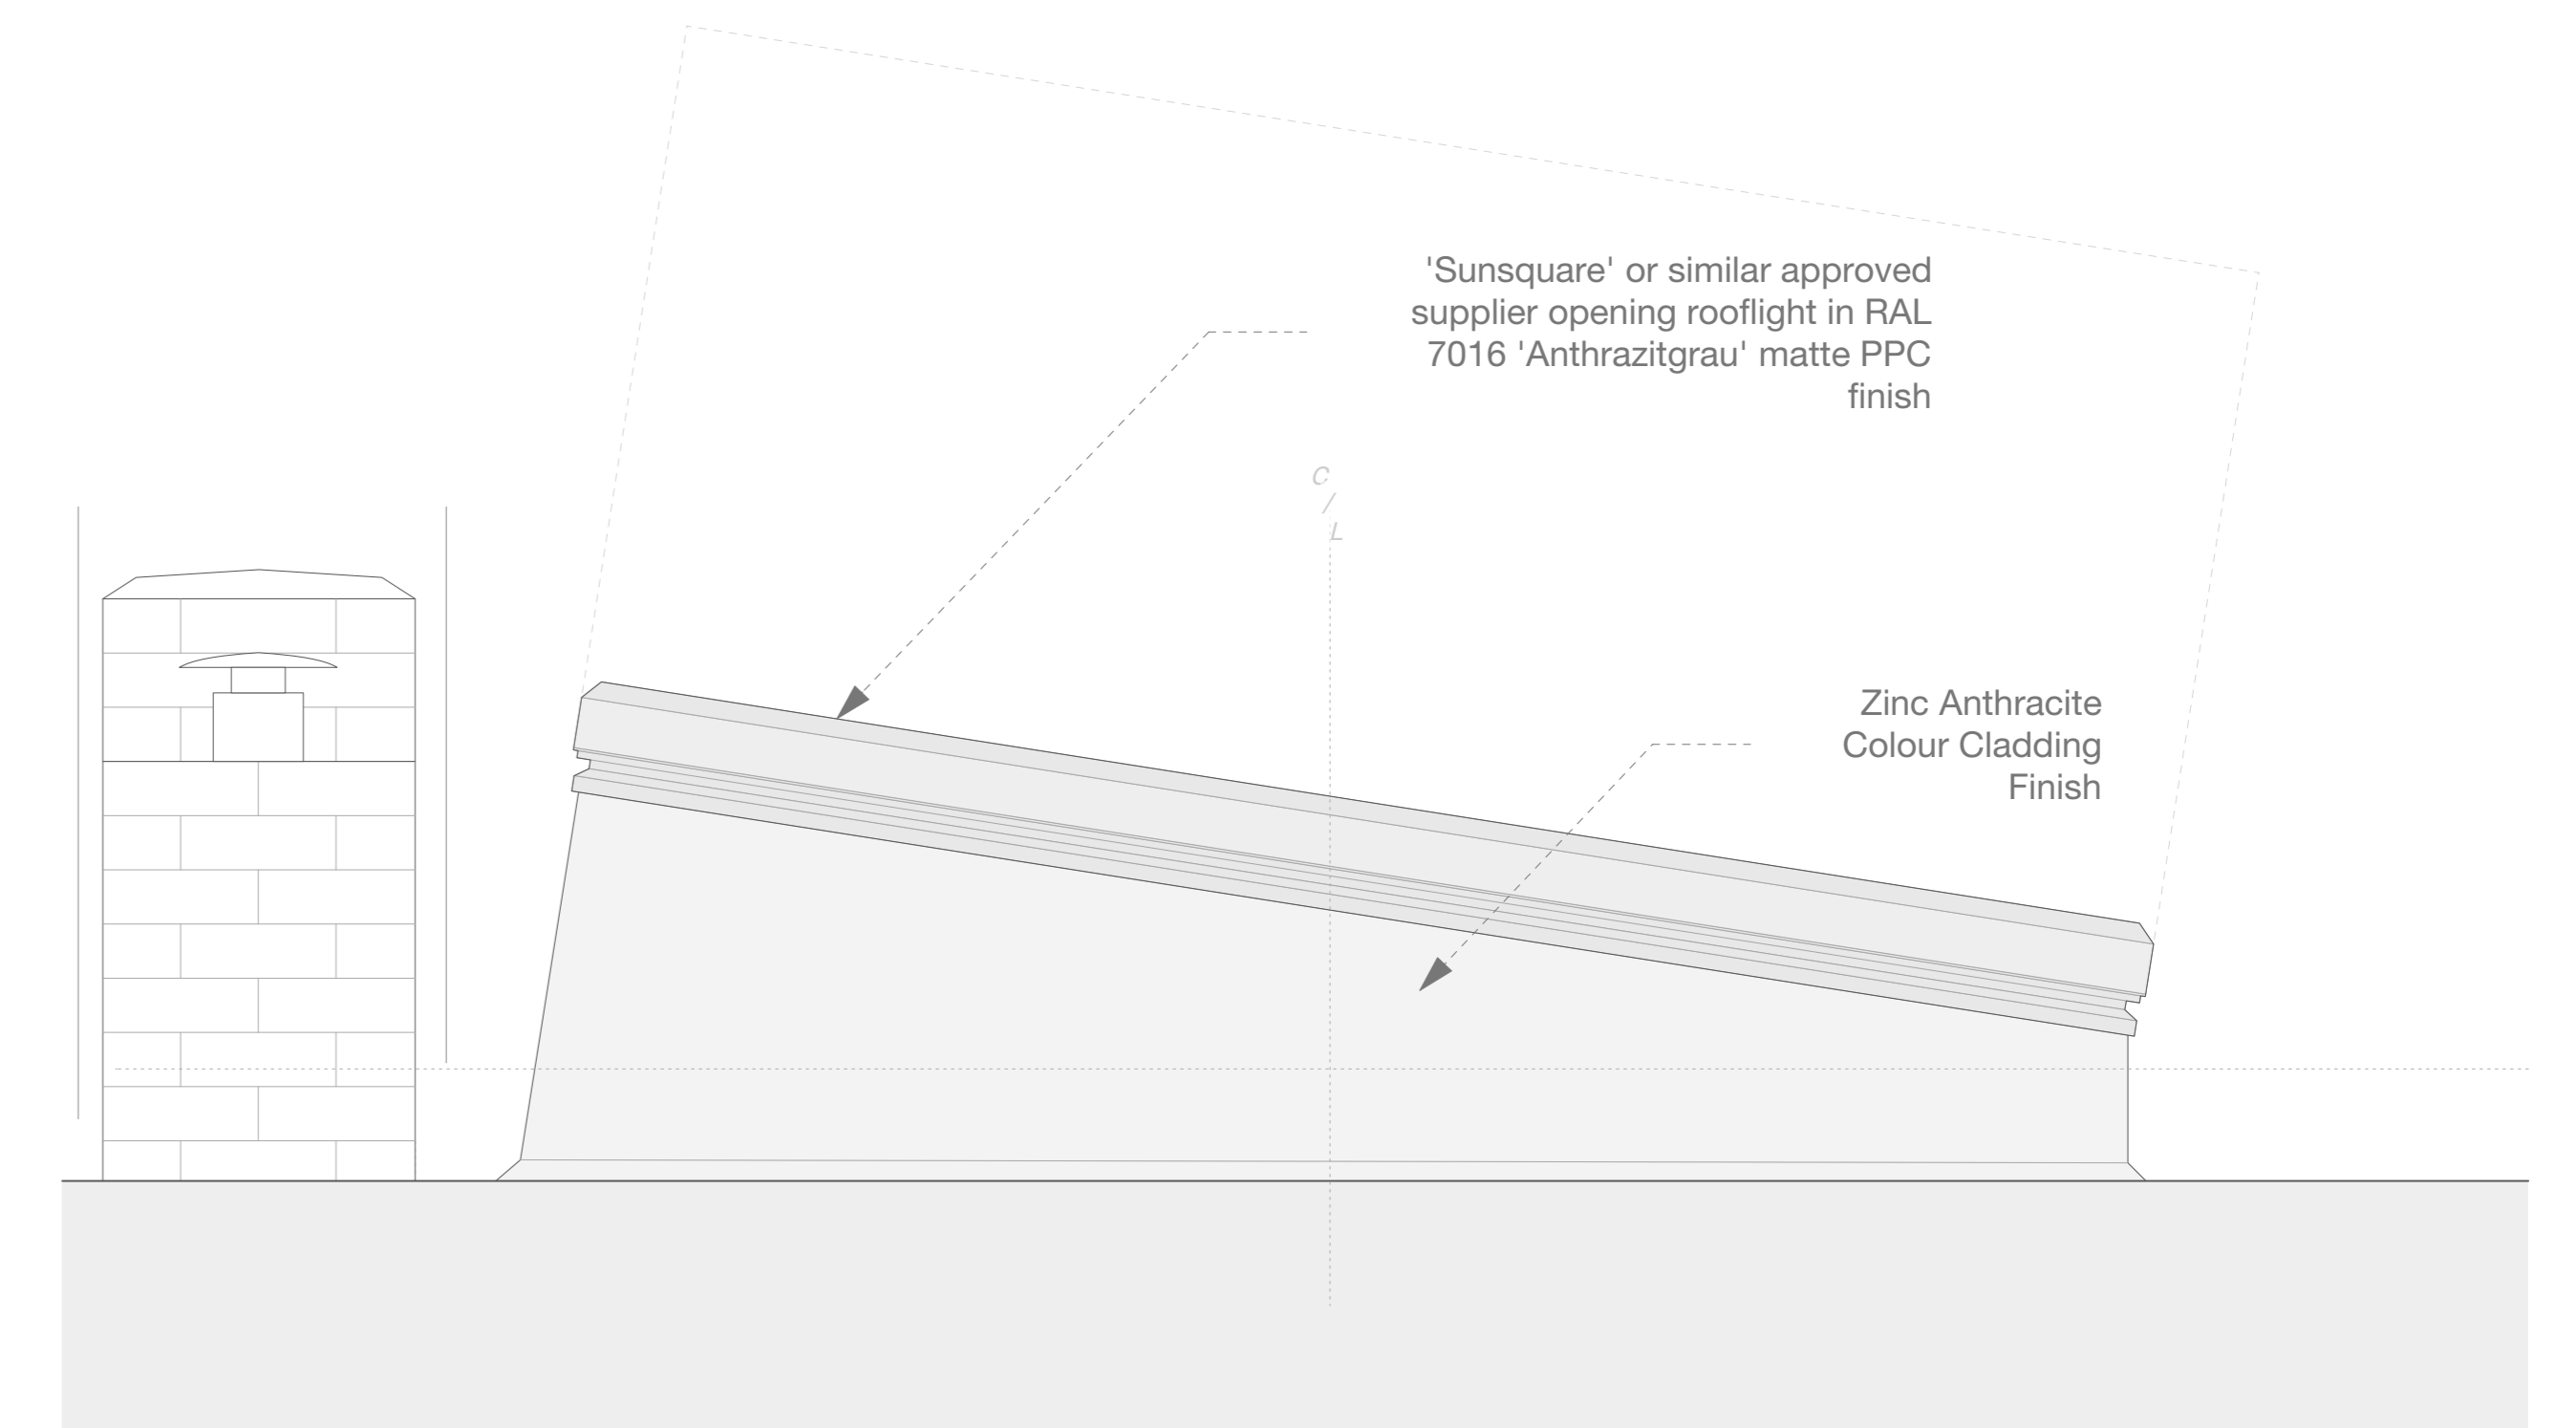 'Sunsquare' or similar approved
supplier opening rooflight in RAL
7016 'Anthrazitgrau' matte PPC
finish
C
/
L
Zinc Anthracite
Colour Cladding
Finish